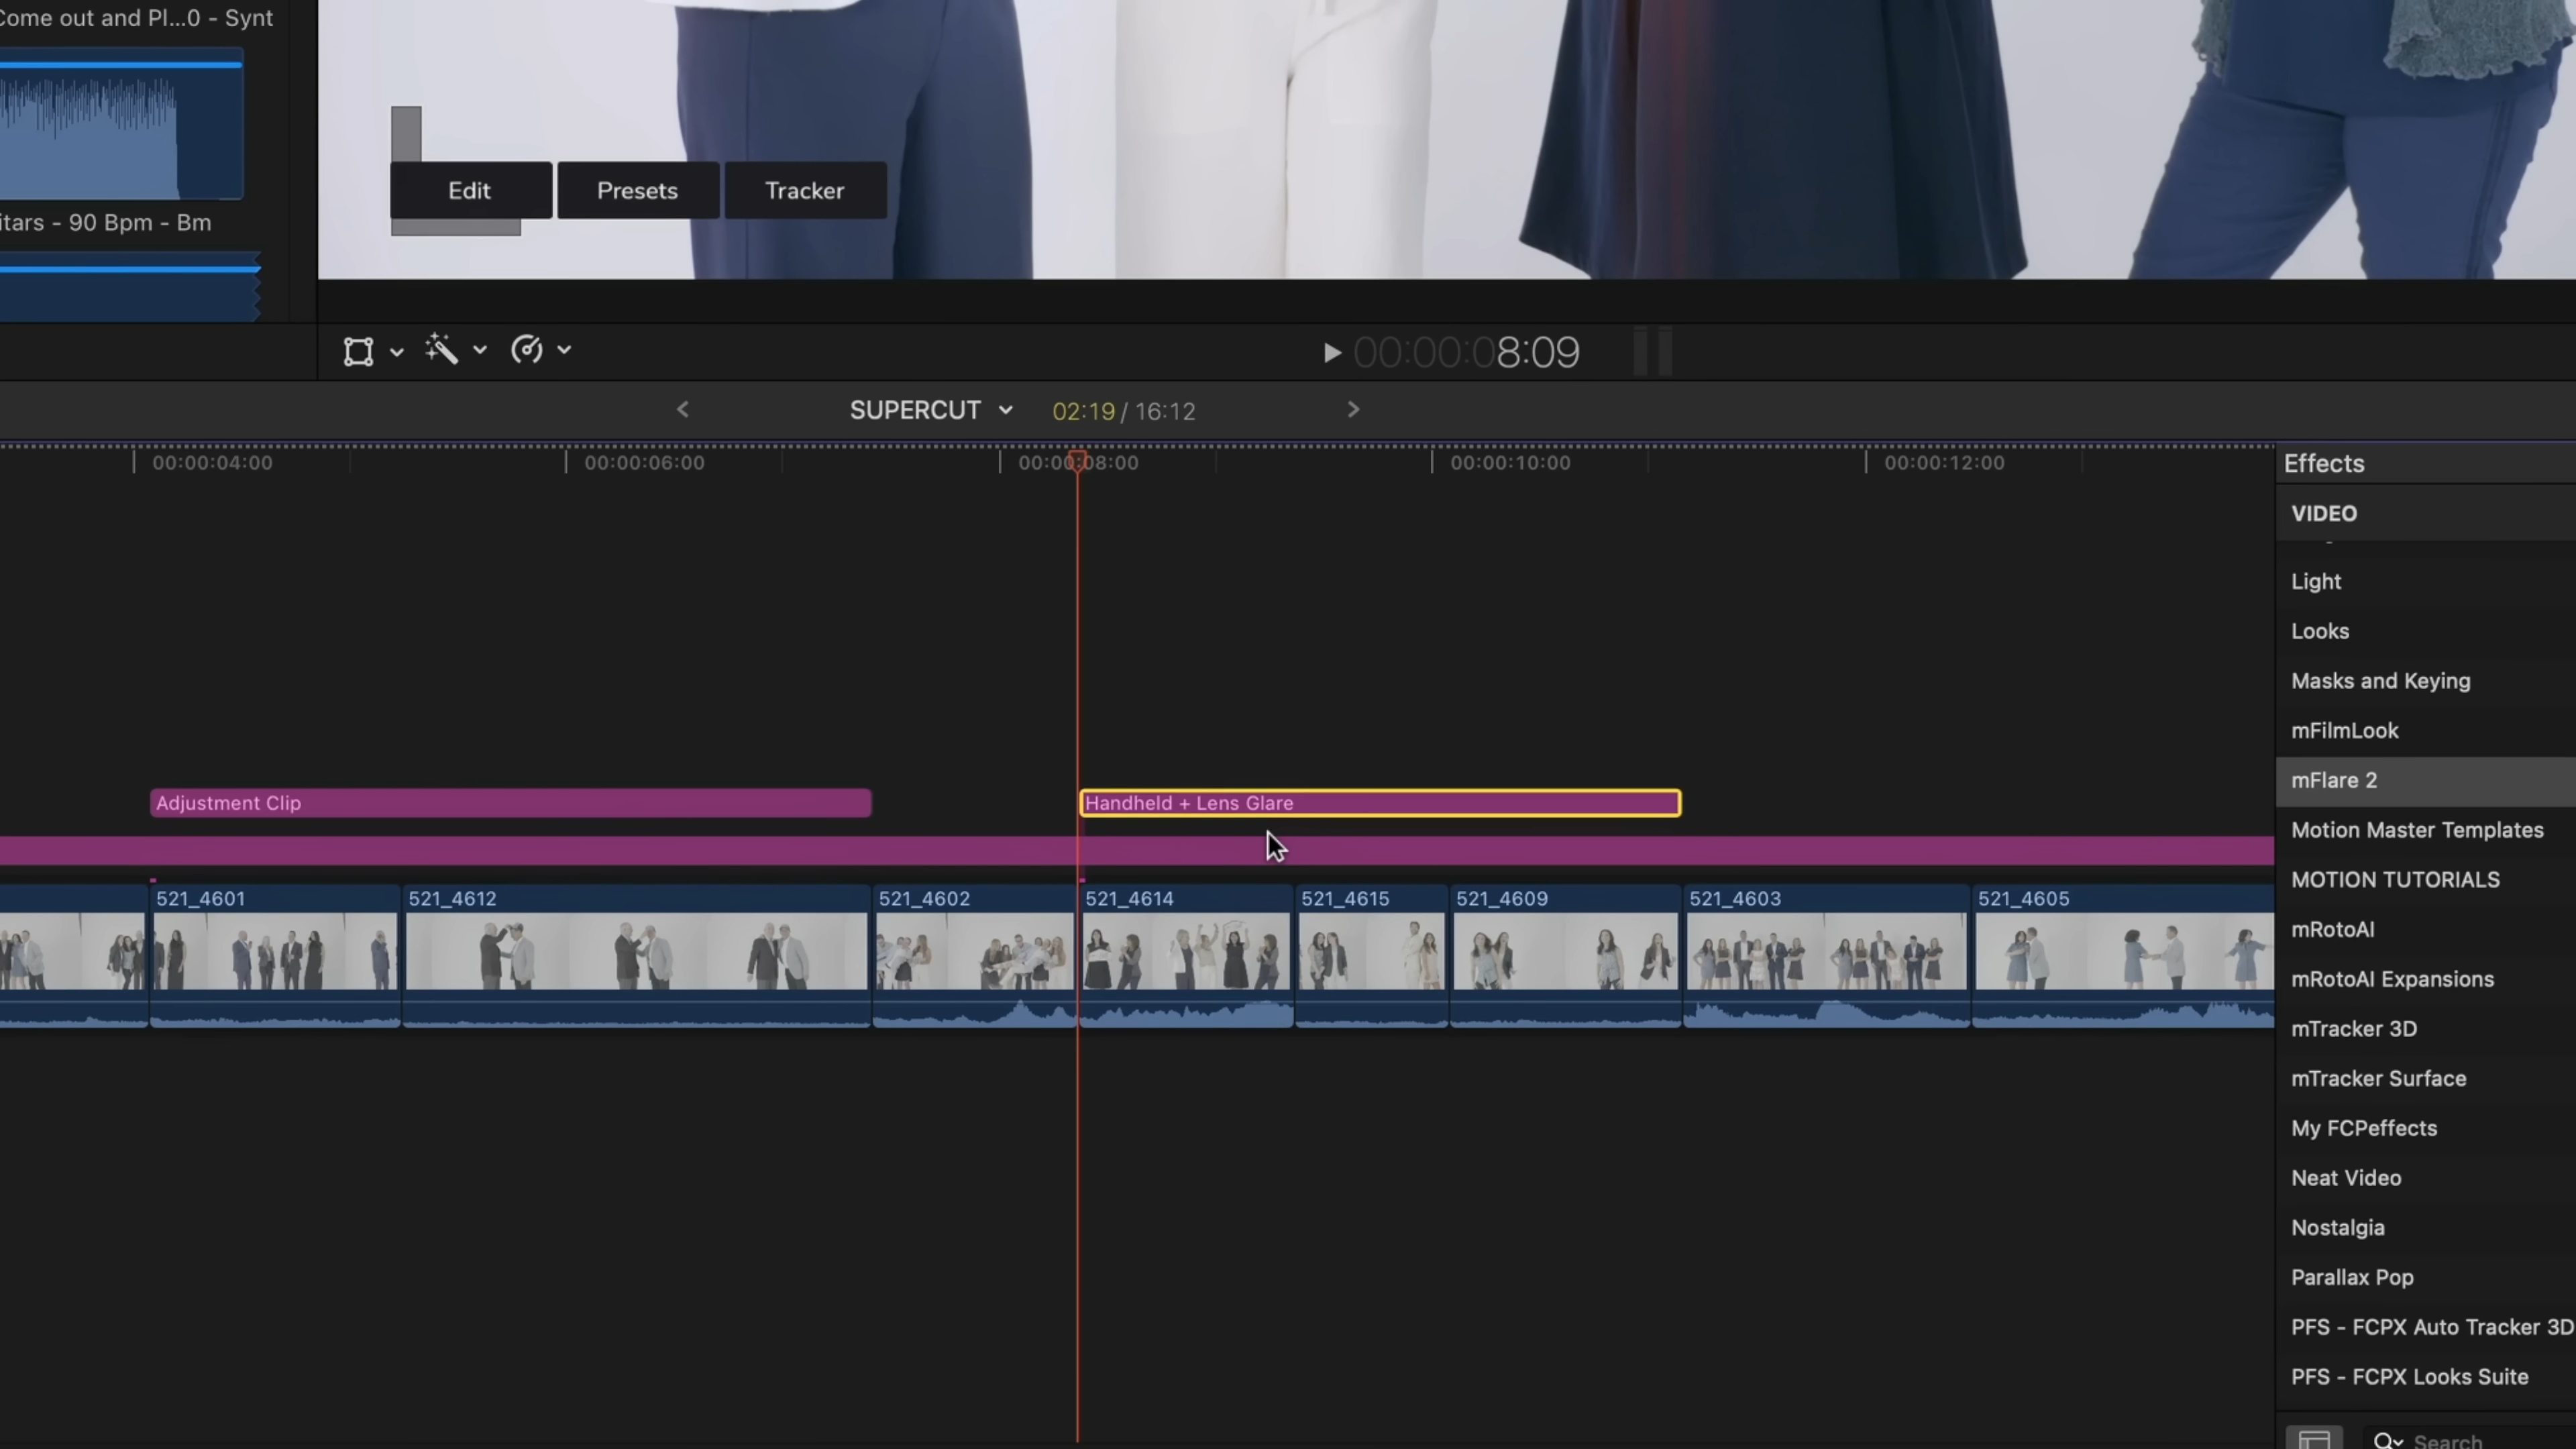 Come out and Pl...0 - Synt
itars - 90 Bpm - Bm
Edit
Presets
Tracker
00:00:08:09
SUPERCUT
02:19 / 16:12
00:00:04:00
00:00:06:00
00:00:08:00
00:00:10:00
00:00:12:00
Adjustment Clip
Handheld + Lens Glare
521_4601
521_4612
521_4602
521_4614
521_4615
521_4609
521_4603
521_4605
Effects
VIDEO
Light
Looks
Masks and Keying
mFilmLook
mFlare 2
Motion Master Templates
MOTION TUTORIALS
mRotoAI
mRotoAI Expansions
mTracker 3D
mTracker Surface
My FCPeffects
Neat Video
Nostalgia
Parallax Pop
PFS - FCPX Auto Tracker 3D
PFS - FCPX Looks Suite
Search